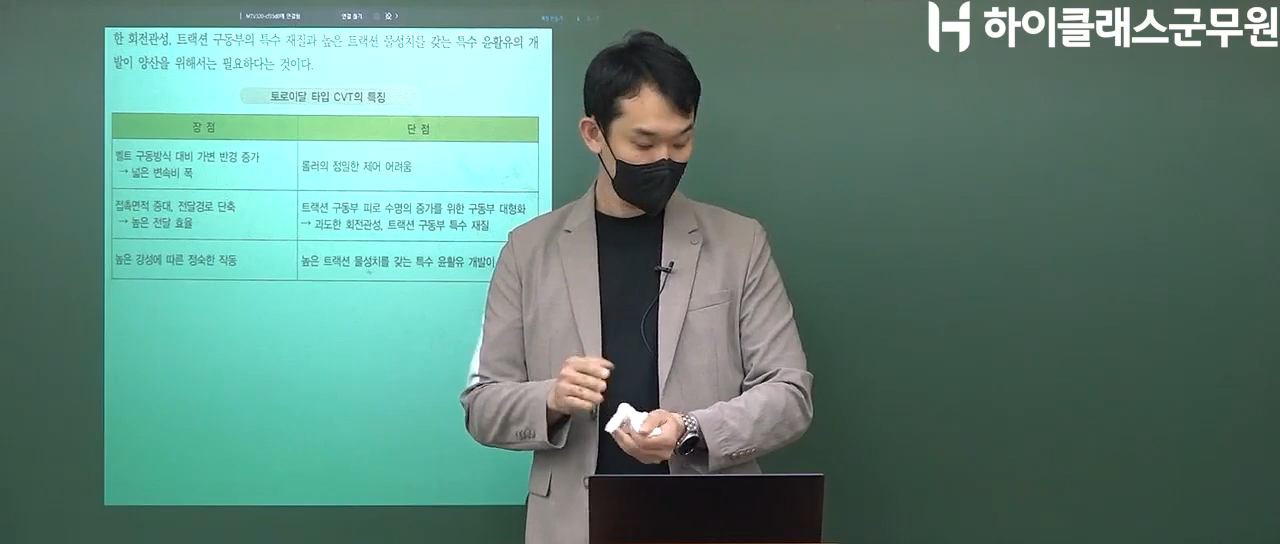 하이클래스군무원
연결 끊기
한 회전관성, 트랙션 구동부의 특수 재질과 높은 트랙션 물성치를 갖는 특수 윤활유의 개
발이 양산을 위해서는 필요하다는 것이다.
토로이달 타입 CVT의 특징
장 점
단 점
벨트 구동방식 대비 가변 반경 증가
→ 넓은 변속비 폭
롤러의 정밀한 제어 어려움
접촉면적 증대, 전달경로 단축
→ 높은 전달 효율
트랙션 구동부 피로 수명의 증가를 위한 구동부 대형화
→ 과도한 회전관성, 트랙션 구동부 특수 재질
높은 강성에 따른 정숙한 작동
높은 트랙션 물성치를 갖는 특수 윤활유 개발이